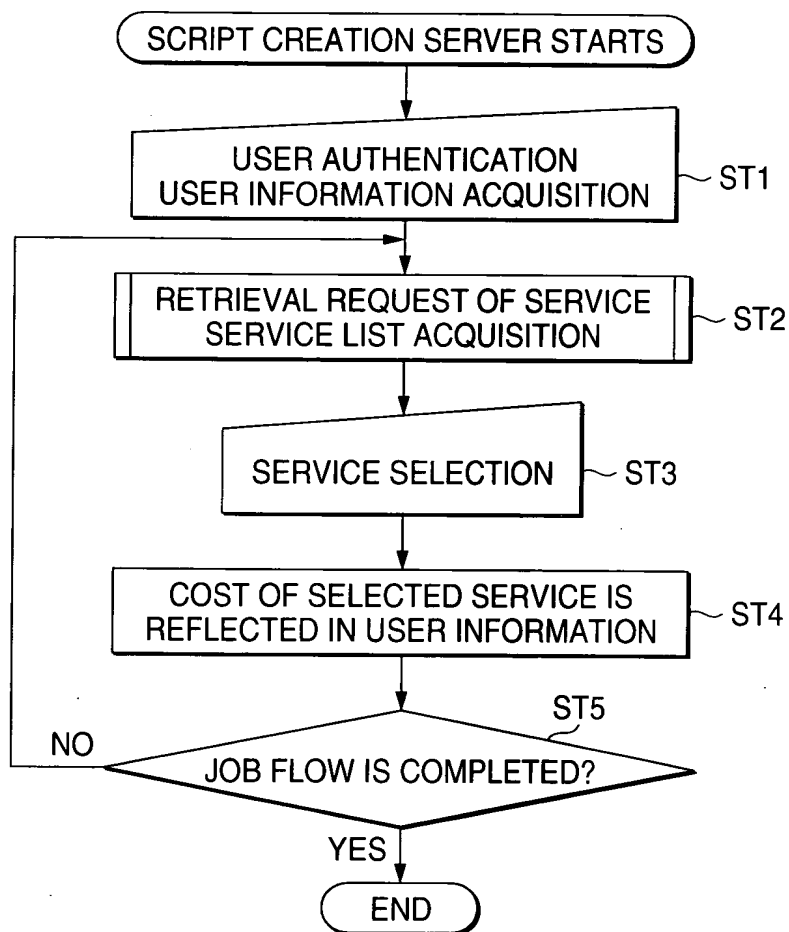 SCRIPT CREATION SERVER STARTS
USER AUTHENTICATION
USER INFORMATION ACQUISITION
ST1
RETRIEVAL REQUEST OF SERVICE
SERVICE LIST ACQUISITION
ST2
SERVICE SELECTION
ST3
COST OF SELECTED SERVICE IS
REFLECTED IN USER INFORMATION
ST4
ST5
NO
JOB FLOW IS COMPLETED?
YES
END